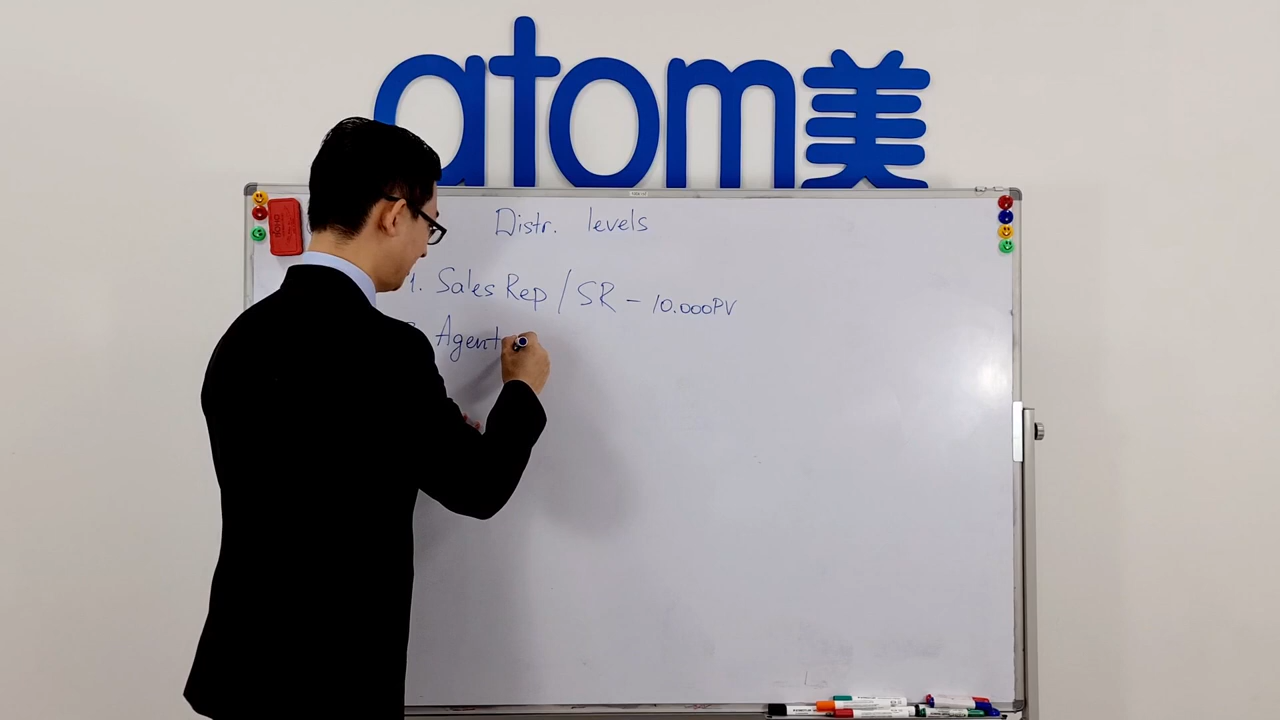 atom美
Distr. levels
1. Sales Rep / SR – 10.000PV
Agent